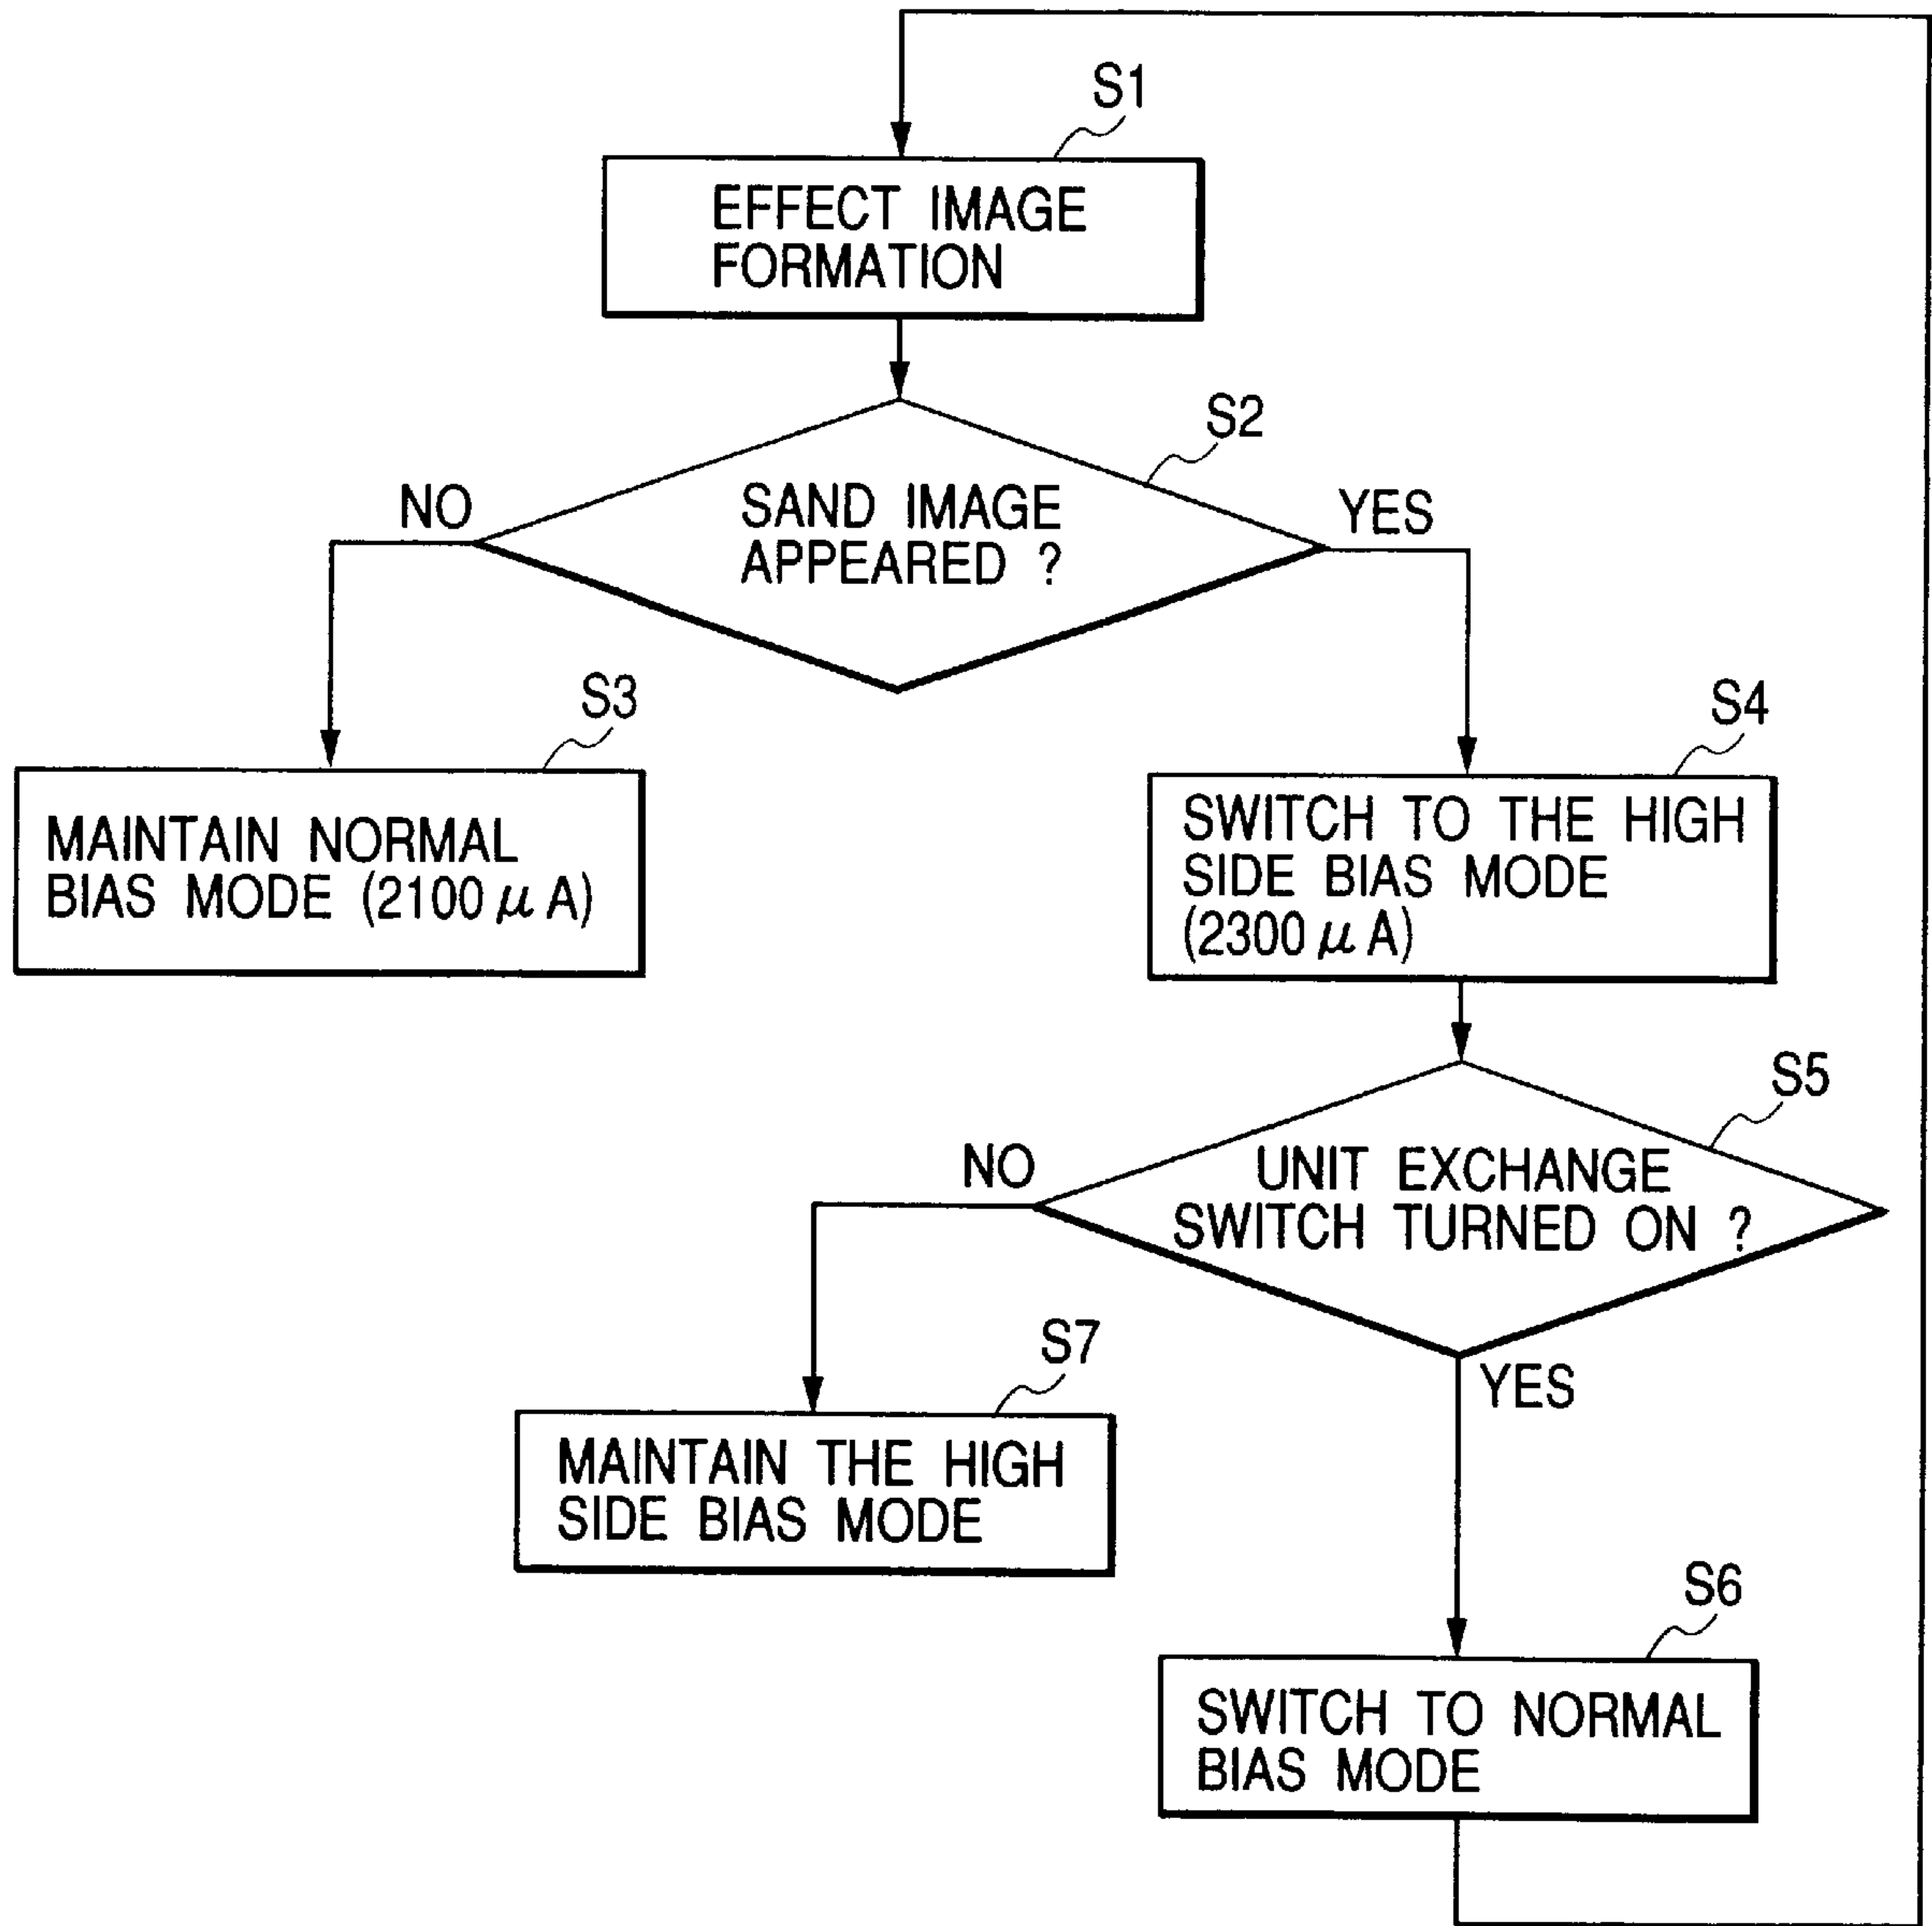 S1
EFFECT IMAGE
FORMATION
S2
NO
SAND IMAGE
APPEARED ?
YES
S3
MAINTAIN NORMAL
BIAS MODE (2100 μ A)
S4
SWITCH TO THE HIGH
SIDE BIAS MODE
(2300 μ A)
S5
NO
UNIT EXCHANGE
SWITCH TURNED ON ?
YES
S7
MAINTAIN THE HIGH
SIDE BIAS MODE
S6
SWITCH TO NORMAL
BIAS MODE